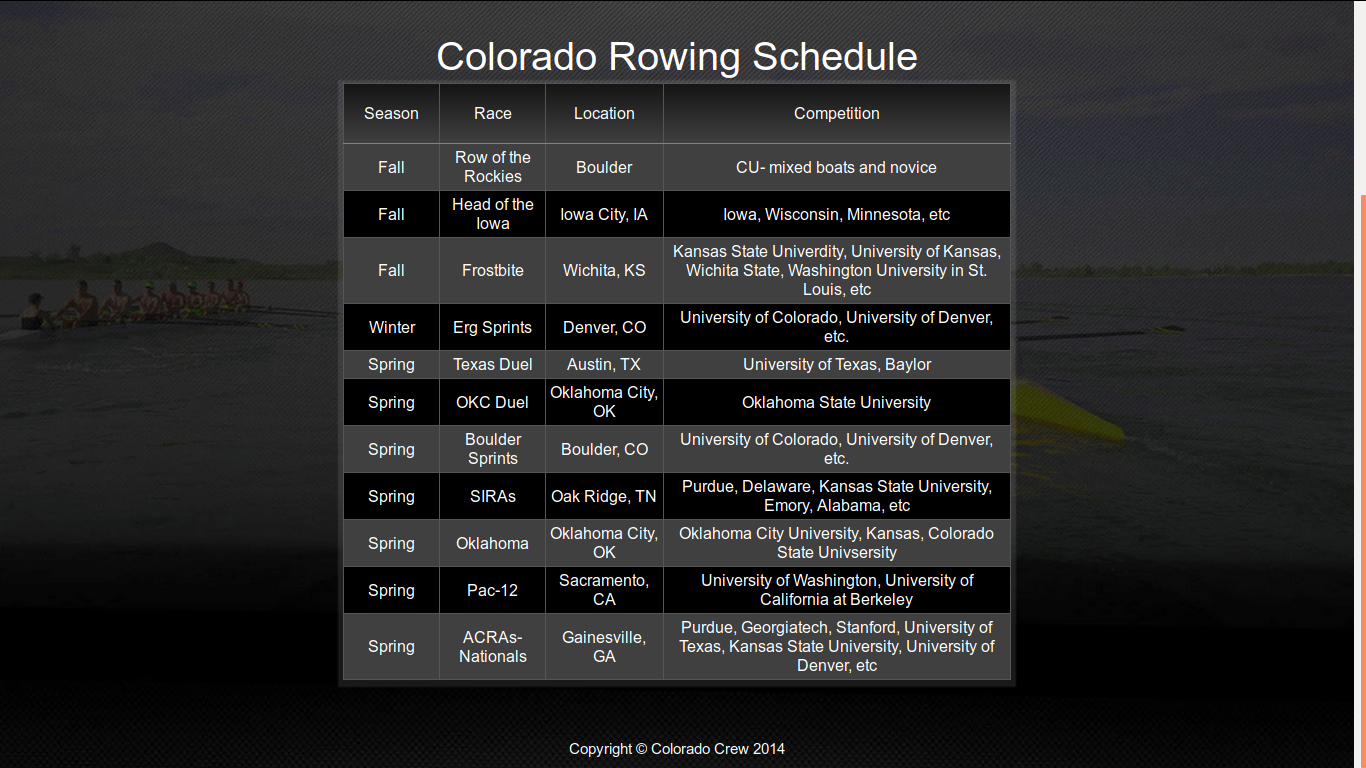 Colorado Rowing Schedule
Season Race Location Competition
Fall
Row of the
Rockies
Boulder
CU- mixed boats and novice
Fall
Head of the
Iowa
Iowa City, IA
Iowa, Wisconsin, Minnesota, etc
Fall
Frostbite
Wichita, KS
Kansas State Univerdity, University of Kansas,
Wichita State, Washington University in St.
Louis, etc
Winter
Erg Sprints
Denver, CO
University of Colorado, University of Denver,
etc.
Spring
Texas Duel
Austin, TX
University of Texas, Baylor
Spring
OKC Duel
Oklahoma City,
OK
Oklahoma State University
Spring
Boulder
Sprints
Boulder, CO
University of Colorado, University of Denver,
etc.
Spring
SIRAs
Oak Ridge, TN
Purdue, Delaware, Kansas State University,
Emory, Alabama, etc
Spring
Oklahoma
Oklahoma City,
OK
Oklahoma City University, Kansas, Colorado
State Univsersity
Spring
Pac-12
Sacramento,
CA
University of Washington, University of
California at Berkeley
Spring
ACRAs-
Nationals
Gainesville,
GA
Purdue, Georgiatech, Stanford, University of
Texas, Kansas State University, University of
Denver, etc
Copyright © Colorado Crew 2014